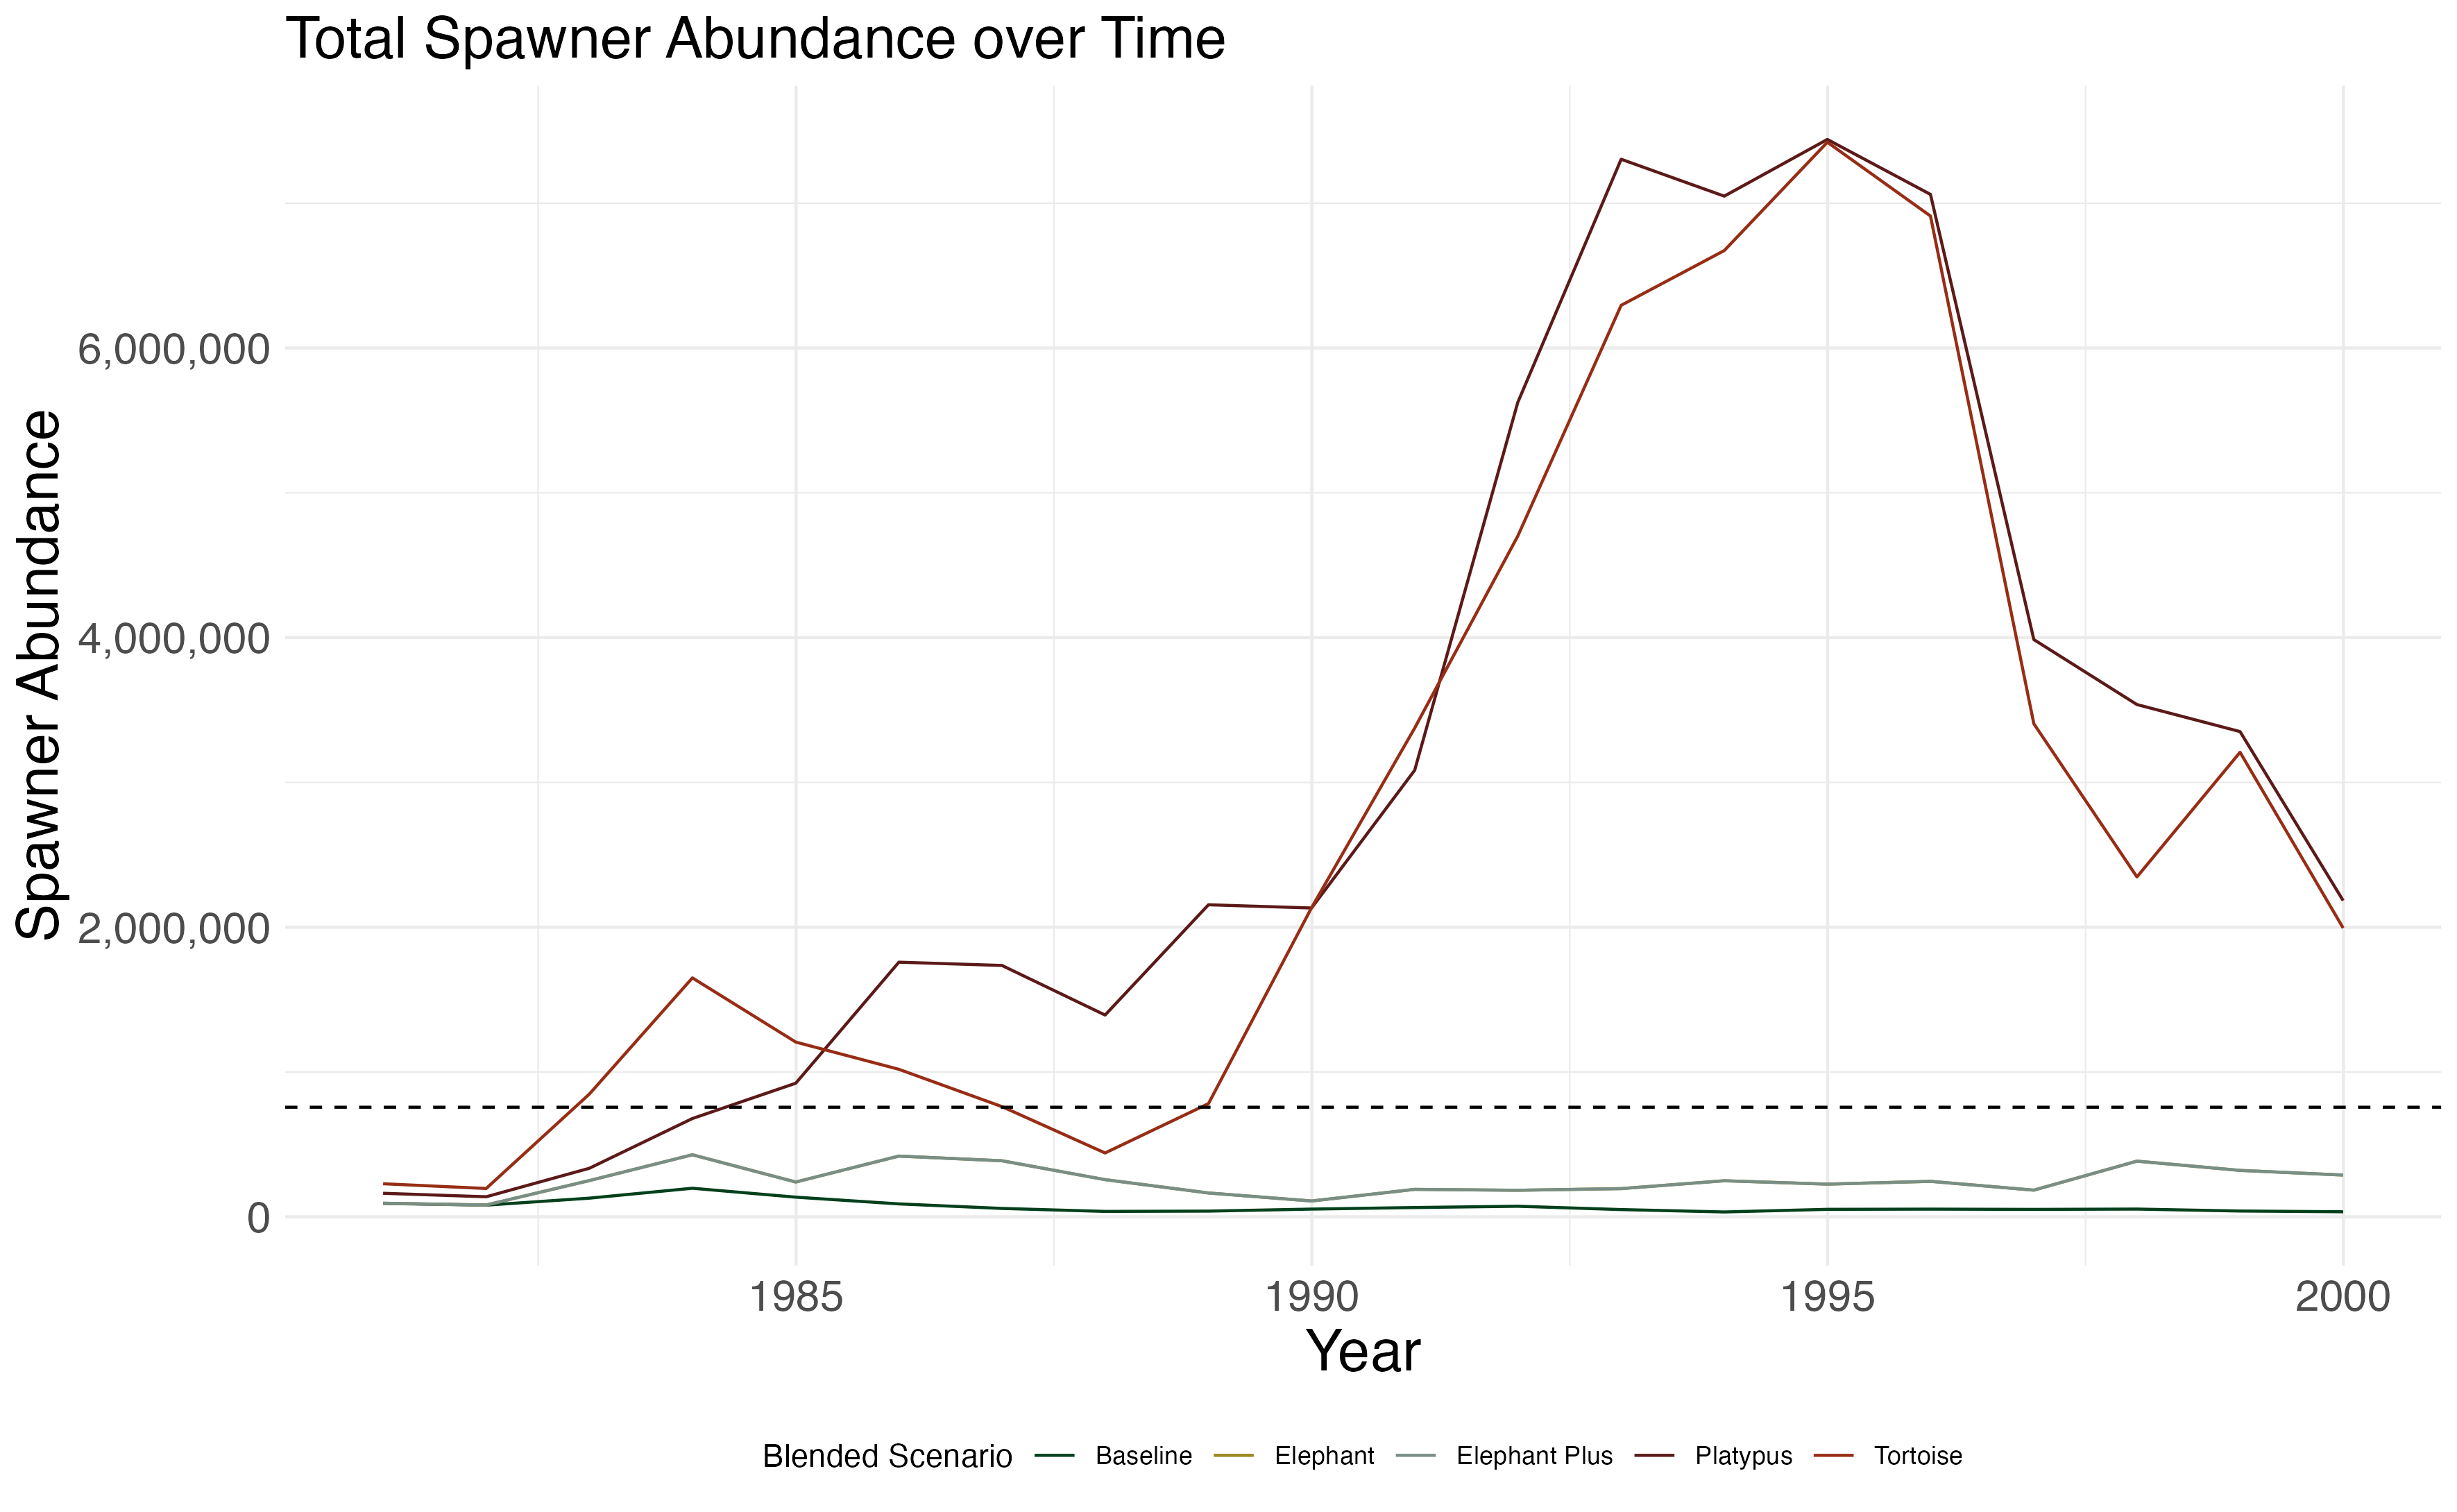 Total Spawner Abundance over Time
Spawner Abundance
6,000,000
4,000,000
2,000,000
0
1985 1990 1995 2000
Year
Blended Scenario Baseline Elephant Elephant Plus Platypus Tortoise